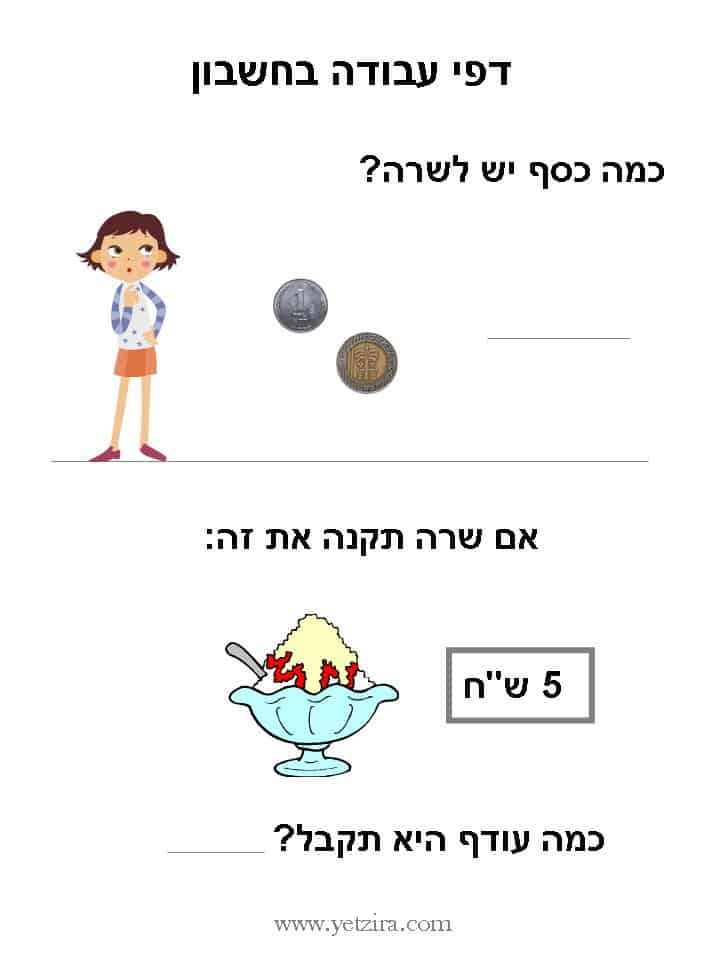 דפי עבודה בחשבון
כמה כסף יש לשרה?
1
אם שרה תקנה את זה:
5 ש"ח
כמה עודף היא תקבל?
www.yetzira.com